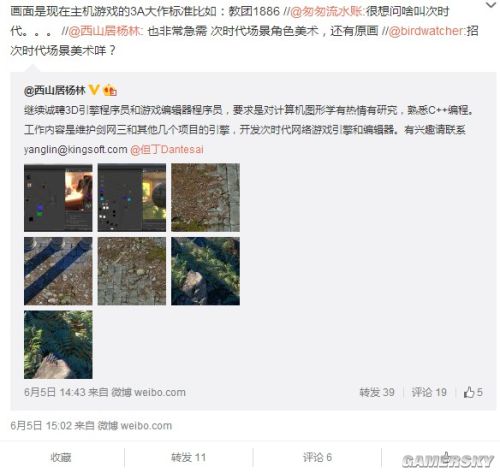 画面是现在主机游戏的3A大作标准比如：教团1886 //@匆匆流水账:很想问啥叫次时
代。。。 //@西山居杨林: 也非常急需 次时代场景角色美术，还有原画 //@birdwatcher:招
次时代场景美术咩？
@西山居杨林
继续诚聘3D引擎程序员和游戏编辑器程序员，要求是对计算机图形学有热情有研究，熟悉C++编程。
工作内容是维护剑网三和其他几个项目的引擎，开发次时代网络游戏引擎和编辑器。有兴趣请联系
yanglin@kingsoft.com @但丁Dantesai
6月5日 14:43 来自 微博 weibo.com 转发 39 评论 19 5
6月5日 15:02 来自 微博 weibo.com
收藏 转发 11 评论 6
GAMERSKY